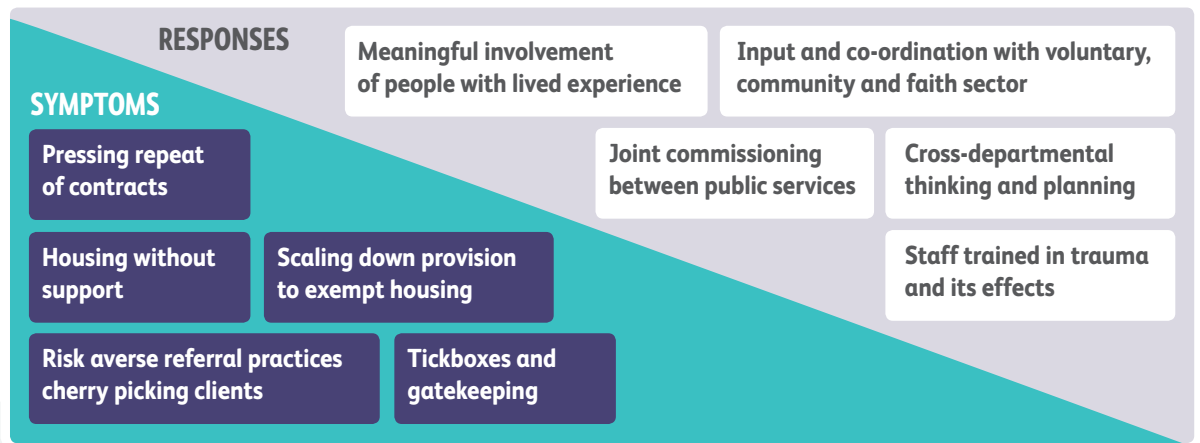 RESPONSES
Meaningful involvement
of people with lived experience
Input and co-ordination with voluntary,
community and faith sector
Joint commissioning
between public services
Cross-departmental
thinking and planning
Staff trained in trauma
and its effects
SYMPTOMS
Pressing repeat
of contracts
Housing without
support
Scaling down provision
to exempt housing
Risk averse referral practices
cherry picking clients
Tickboxes and
gatekeeping